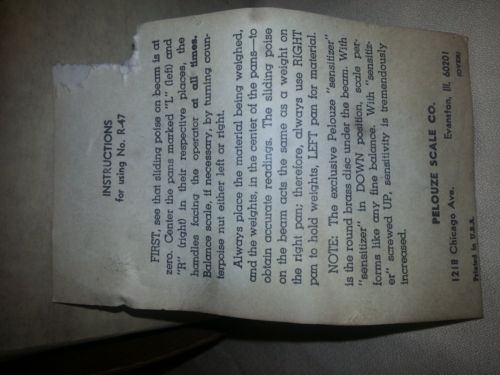 INSTRUCTIONS
for using No. R-47
FIRST, see that sliding poise on beam is at
zero. Center the pans marked "L" (left) and
"R" (right) in their respective places, the
handles facing the operator at all times.
Balance scale, if necessary, by turning coun-
terpoise nut either left or right.
Always place the material being weighed,
and the weights, in the center of the pans—to
obtain accurate readings. The sliding poise
on the beam acts the same as a weight on
the right pan; therefore, always use RIGHT
pan to hold weights, LEFT pan for material.
NOTE: The exclusive Pelouze "sensitizer"
is the round brass disc under the beam. With
"sensitizer" in DOWN position, scale per-
forms like any fine balance. With "sensitiz-
er" screwed UP, sensitivity is tremendously
increased.
PELOUZE SCALE CO.
1218 Chicago Ave. Evanston, Ill. 60201
Printed in U.S.A. (OVER)